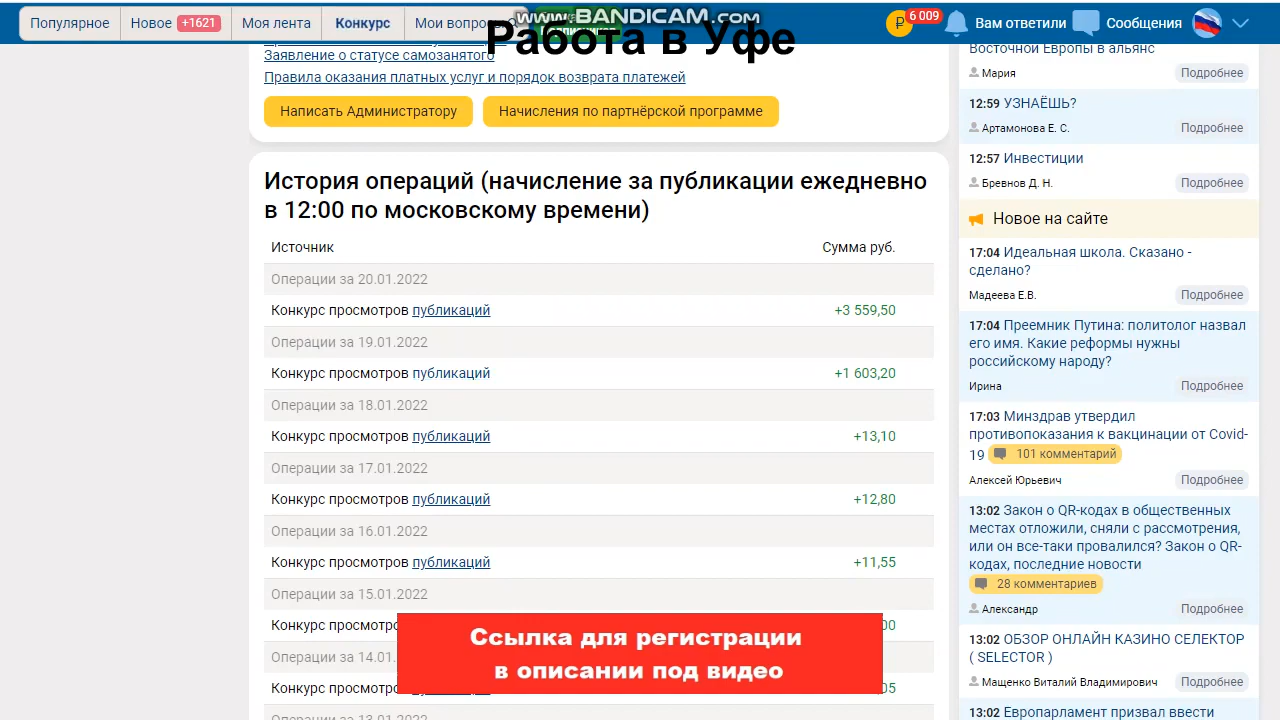 Популярное
Новое +1621
Моя лента
Конкурс
Мои вопросы
www.BANDICAM.com
Работа в Уфе
6 009
Вам ответили
Сообщения
Заявление о статусе самозанятого
Правила оказания платных услуг и порядок возврата платежей
Написать Администратору
Начисления по партнёрской программе
История операций (начисление за публикации ежедневно
в 12:00 по московскому времени)
Источник
Сумма руб.
Операции за 20.01.2022
Конкурс просмотров публикаций +3 559,50
Операции за 19.01.2022
Конкурс просмотров публикаций +1 603,20
Операции за 18.01.2022
Конкурс просмотров публикаций +13,10
Операции за 17.01.2022
Конкурс просмотров публикаций +12,80
Операции за 16.01.2022
Конкурс просмотров публикаций +11,55
Операции за 15.01.2022
Операции за 14.01.
Операции за 13.01.2022
Ссылка для регистрации
в описании под видео
Восточной Европы в альянс
Мария Подробнее
12:59 УЗНАЁШЬ?
Артамонова Е. С. Подробнее
12:57 Инвестиции
Бревнов Д. Н. Подробнее
Новое на сайте
17:04 Идеальная школа. Сказано -
сделано?
Мадеева Е.В. Подробнее
17:04 Преемник Путина: политолог назвал
его имя. Какие реформы нужны
российскому народу?
Ирина Подробнее
17:03 Минздрав утвердил
противопоказания к вакцинации от Covid-
19 101 комментарий
Алексей Юрьевич Подробнее
13:02 Закон о QR-кодах в общественных
местах отложили, сняли с рассмотрения,
или он все-таки провалился? Закон о QR-
кодах, последние новости
28 комментариев
Александр Подробнее
13:02 ОБЗОР ОНЛАЙН КАЗИНО СЕЛЕКТОР
( SELECTOR )
Мащенко Виталий Владимирович Подробнее
13:02 Европарламент призвал ввести